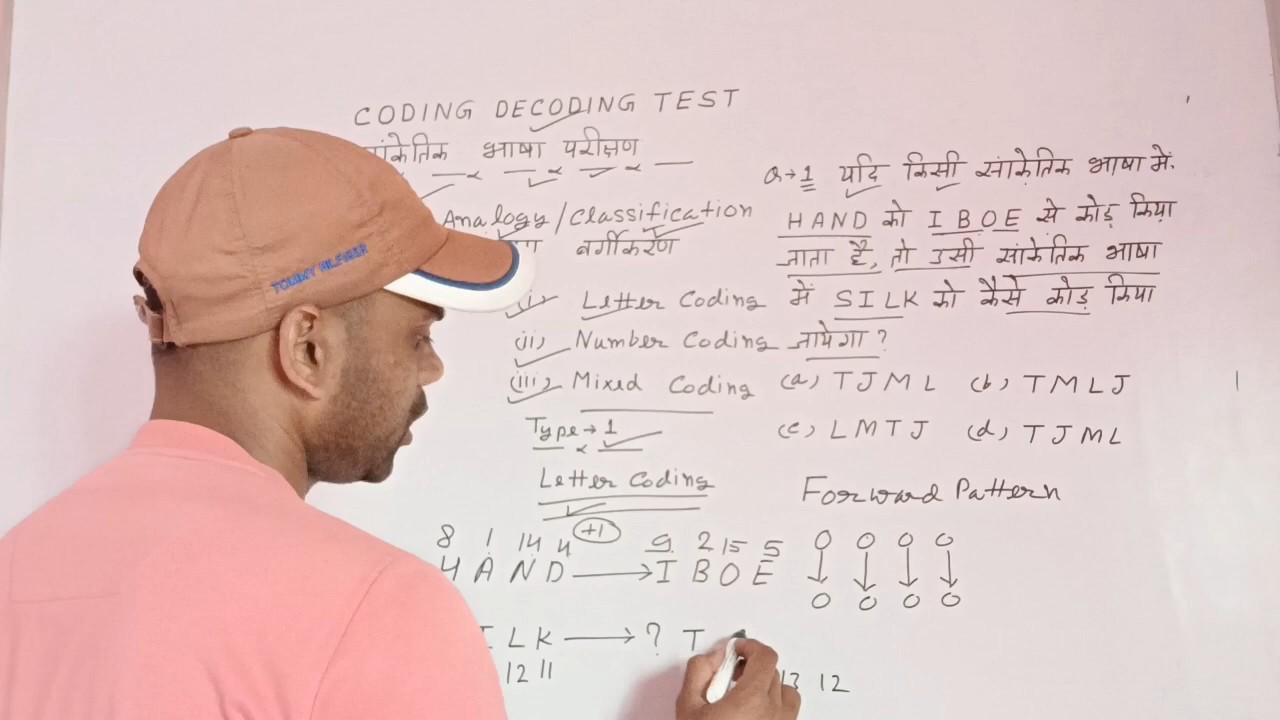 CODING DECODING TEST
भाषा परीक्षण
Analogy/Classification
वर्गीकरण
(i) Letter Coding
(ii) Number Coding
(iii) Mixed Coding
Type→1
Letter Coding
Q→1 यदि किसी सांकेतिक भाषा में
HAND को IBOE से कोड़ किया
जाता है, तो उसी सांकेतिक भाषा
में SILK को कैसे कोड़ किया
जायेगा?
(a) TJML (b) TMLJ
(c) LMTJ (d) TJML
Forward Pattern
8 1 14 4 +1 9 2 15 5
HAND → IBOE
ILK → ? T
12 11 13 12
TOMMY HILFIGER